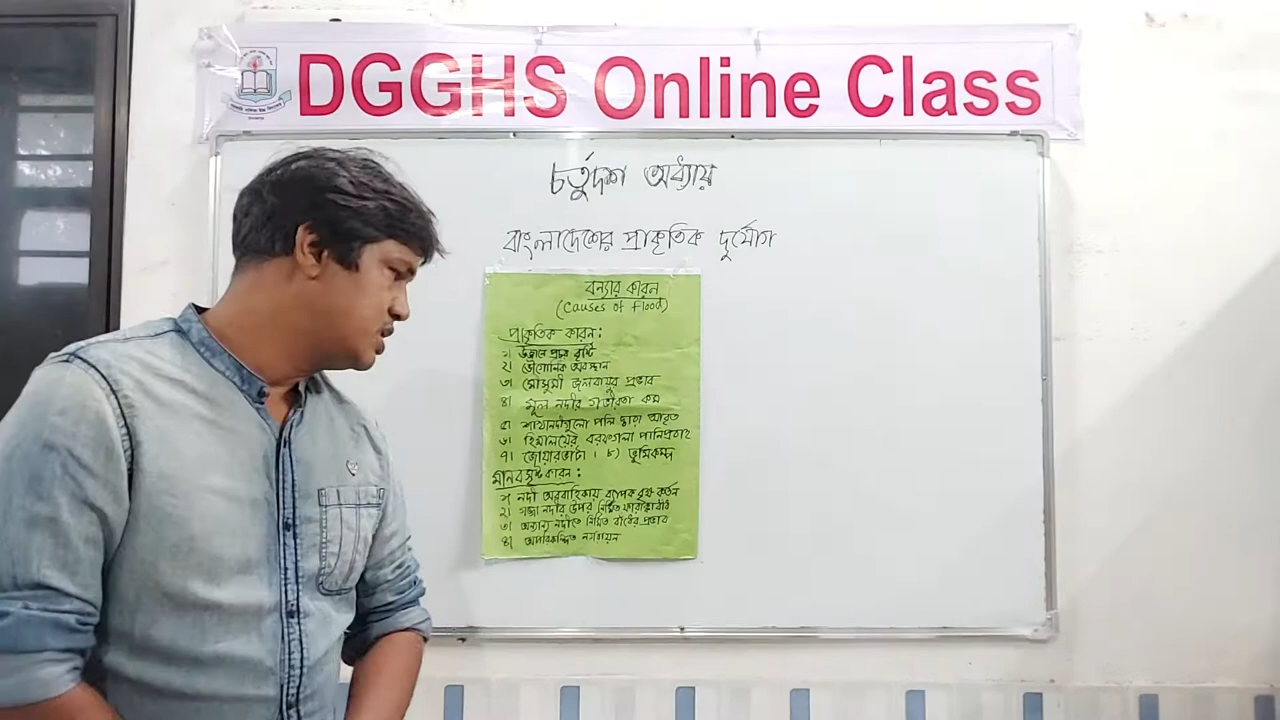 DGGHS Online Class
চর্তুদশ অধ্যায়
বাংলাদেশের প্রাকৃতিক দুর্যোগ
বন্যার কারন
(Causes of Flood)
প্রাকৃতিক কারন:
১। উজানে প্রচুর বৃষ্টি
২। ভৌগোলিক অবস্থান
৩। মৌসুমী জলবায়ুর প্রভাব
৪। মূল নদীর গভীরতা কম
৫। শাখানদীগুলো পলি দ্বারা আবৃত
৬। হিমালয়ের বরফগলা পানিপ্রবাহ
৭। জোয়ারভাটা । ৮) ভূমিকম্প
মানবসৃষ্ট কারন:
১। নদী অববাহিকায় ব্যাপক বৃক্ষ কর্তন
২। গঙ্গা নদীর উপর নির্মিত ফারাক্কাবাঁধ
৩। অন্যান্য নদীতে নির্মিত বাঁধের প্রভাব
৪। অপরিকল্পিত নগরায়ন